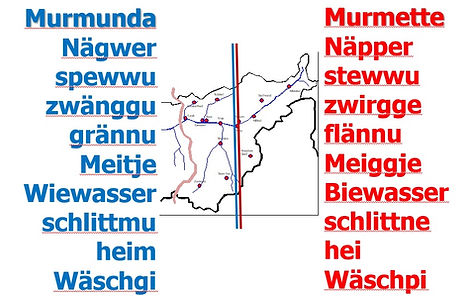 Murmunda Murmette
Nägwer Näpper
spewwu stewwu
zwänggu zwirgge
grännu flännu
Meitje Meiggje
Wiewasser Biewasser
schlittmu schlittne
heim hei
Wäschgi Wäschpi